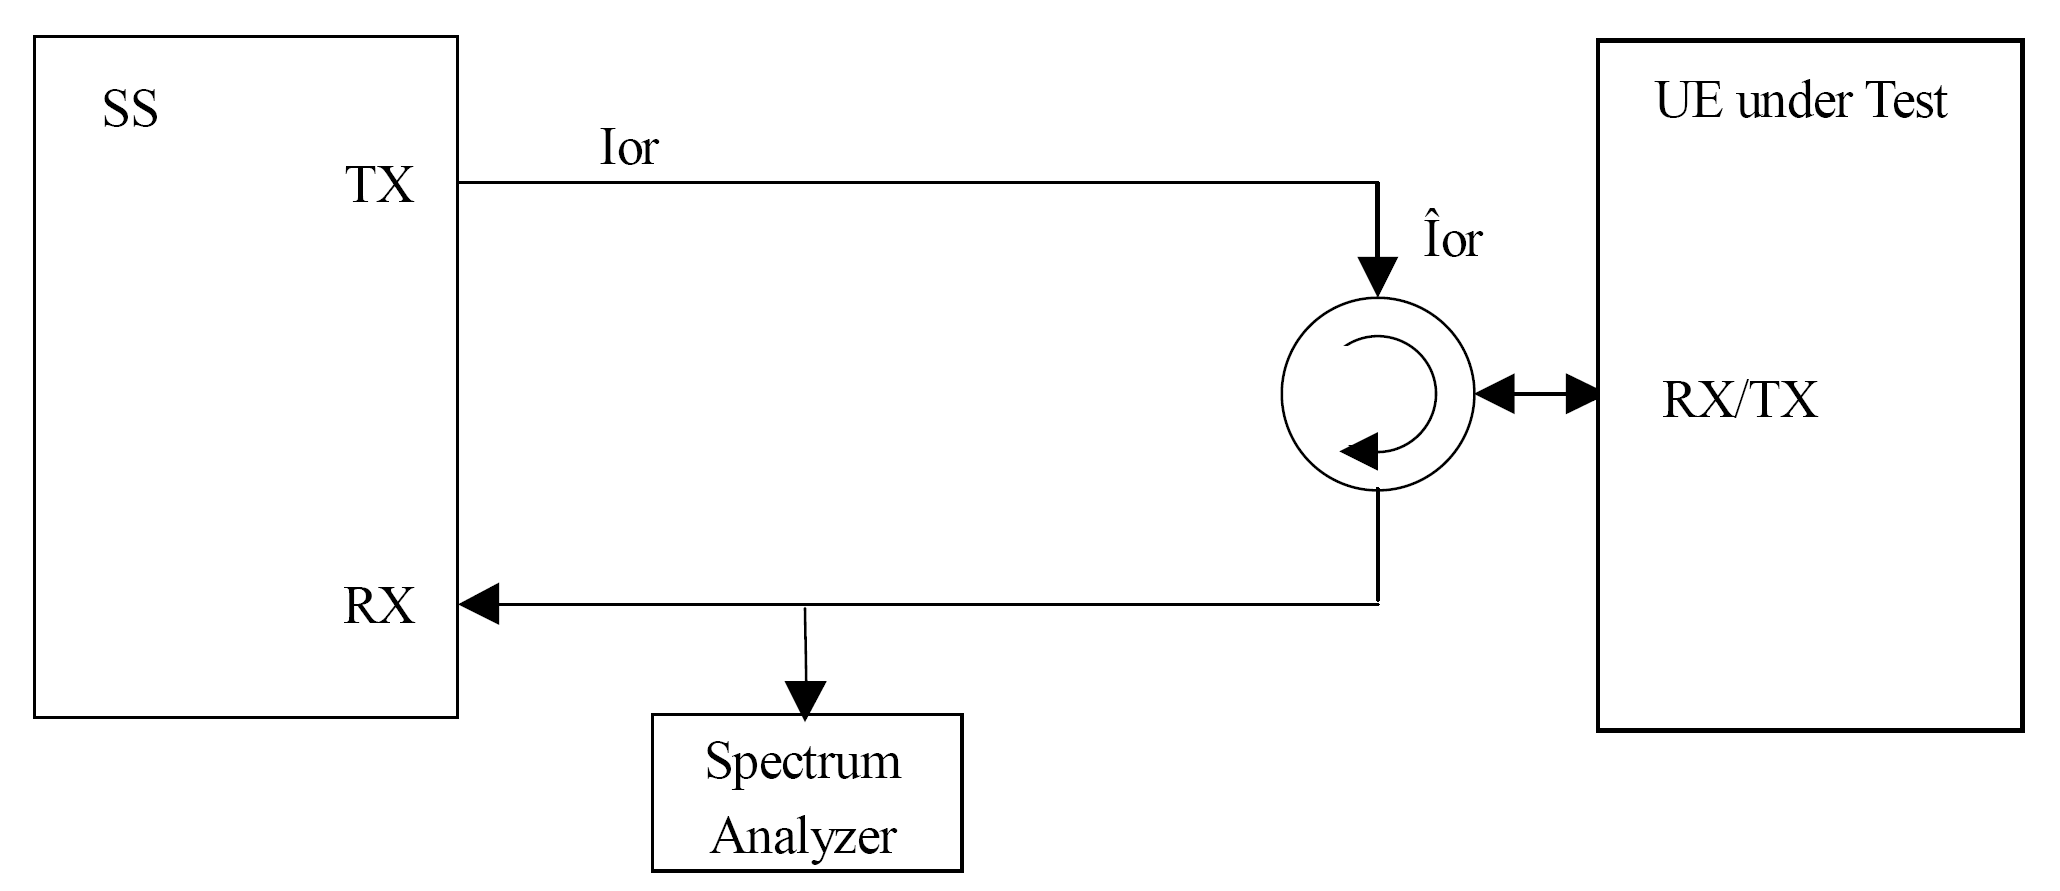 SS
UE under Test
Ior
TX
Îor
RX/TX
RX
Spectrum
Analyzer